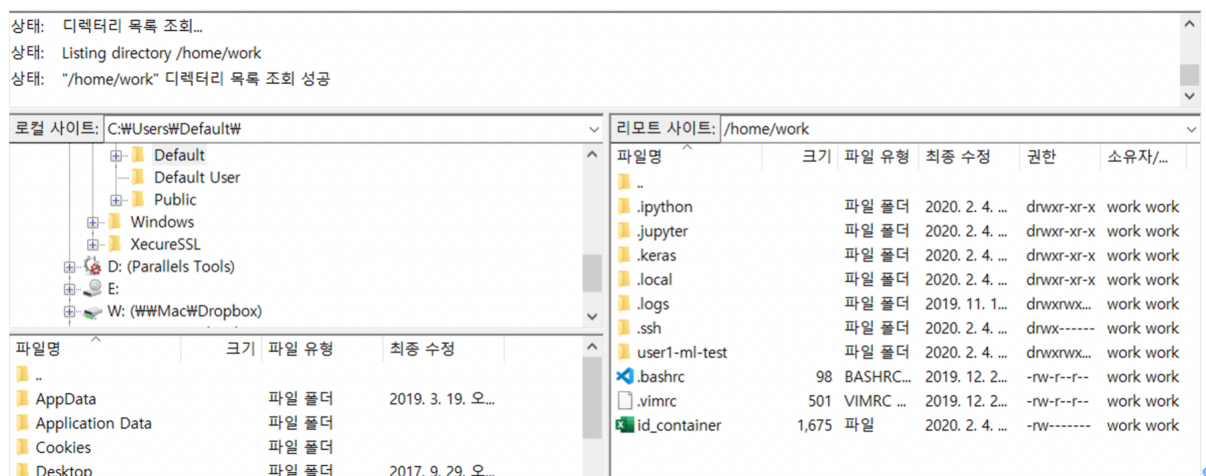 상태: 디렉터리 목록 조회...
상태: Listing directory /home/work
상태: "/home/work" 디렉터리 목록 조회 성공
로컬 사이트: C:₩Users₩Default₩
Default
Default User
Public
Windows
XecureSSL
D: (Parallels Tools)
E:
W: (₩₩Mac₩Dropbox)
파일명 크기 파일 유형 최종 수정
..
AppData 파일 폴더 2019. 3. 19. 오...
Application Data 파일 폴더
Cookies 파일 폴더
Desktop 파일 폴더 2017. 9. 29. 오...
리모트 사이트: /home/work
파일명 크기 파일 유형 최종 수정 권한 소유자/...
..
.ipython 파일 폴더 2020. 2. 4. ... drwxr-xr-x work work
.jupyter 파일 폴더 2020. 2. 4. ... drwxr-xr-x work work
.keras 파일 폴더 2020. 2. 4. ... drwxr-xr-x work work
.local 파일 폴더 2020. 2. 4. ... drwxr-xr-x work work
.logs 파일 폴더 2019. 11. 1... drwxrwx... work work
.ssh 파일 폴더 2020. 2. 4. ... drwx------ work work
user1-ml-test 파일 폴더 2020. 2. 4. ... drwxrwx... work work
.bashrc 98 BASHRC... 2019. 12. 2... -rw-r--r-- work work
.vimrc 501 VIMRC ... 2019. 12. 2... -rw-r--r-- work work
id_container 1,675 파일 2020. 2. 4. ... -rw------- work work